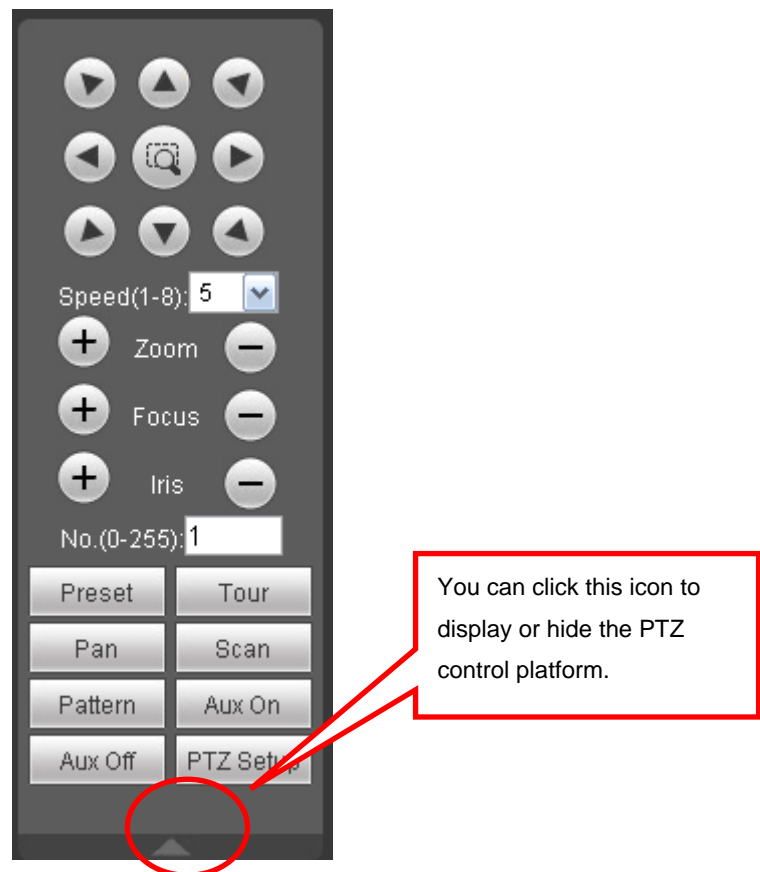 Speed(1-8): 5
Zoom
Focus
Iris
No.(0-255): 1
Preset Tour
Pan Scan
Pattern Aux On
Aux Off PTZ Setup
You can click this icon to
display or hide the PTZ
control platform.